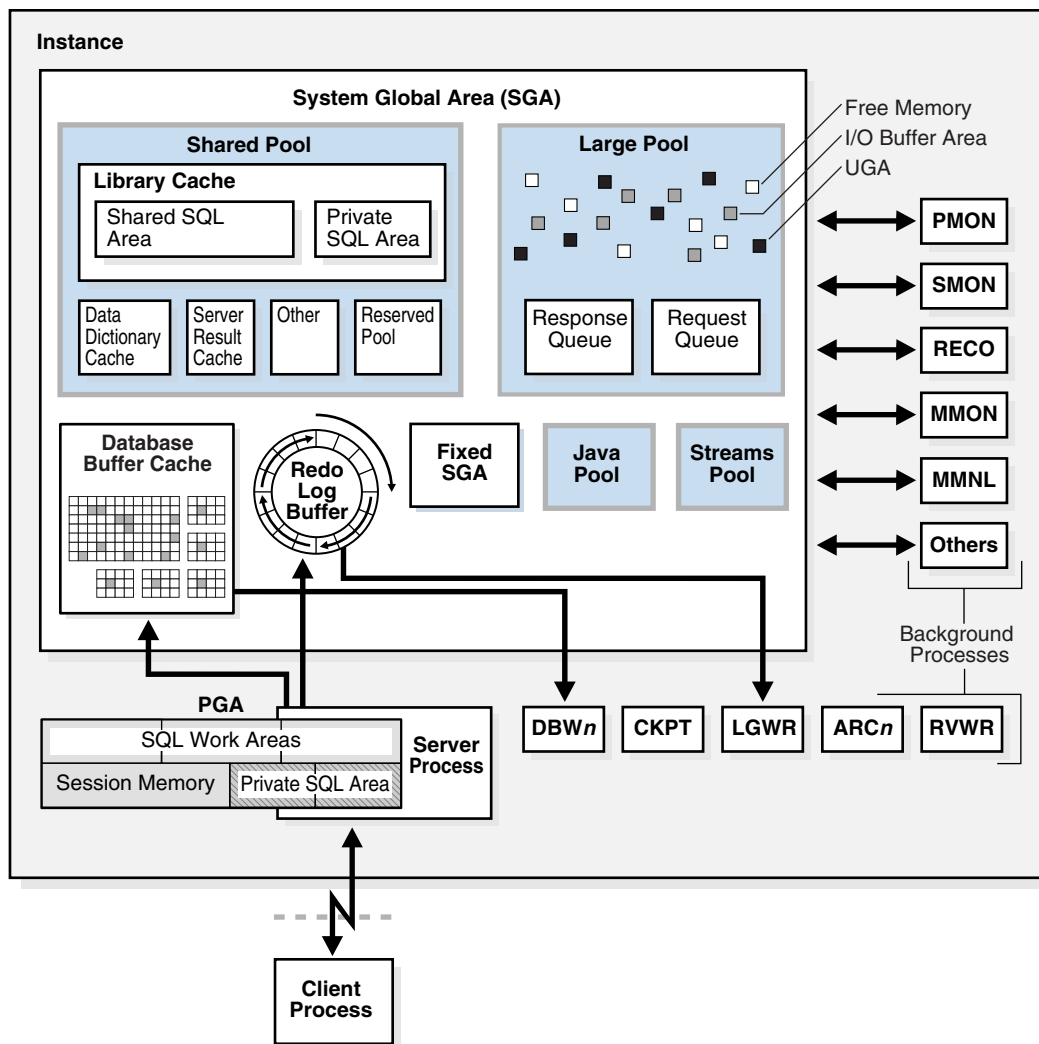 Instance
System Global Area (SGA)
Shared Pool
Library Cache
Shared SQL
Area
Private
SQL Area
Data
Dictionary
Cache
Server
Result
Cache
Other
Reserved
Pool
Large Pool
Response
Queue
Request
Queue
Free Memory
I/O Buffer Area
UGA
Database
Buffer Cache
Redo
Log
Buffer
Fixed
SGA
Java
Pool
Streams
Pool
PMON
SMON
RECO
MMON
MMNL
Others
Background
Processes
PGA
SQL Work Areas
Session Memory
Private SQL Area
Server
Process
DBWn
CKPT
LGWR
ARCn
RVWR
Client
Process